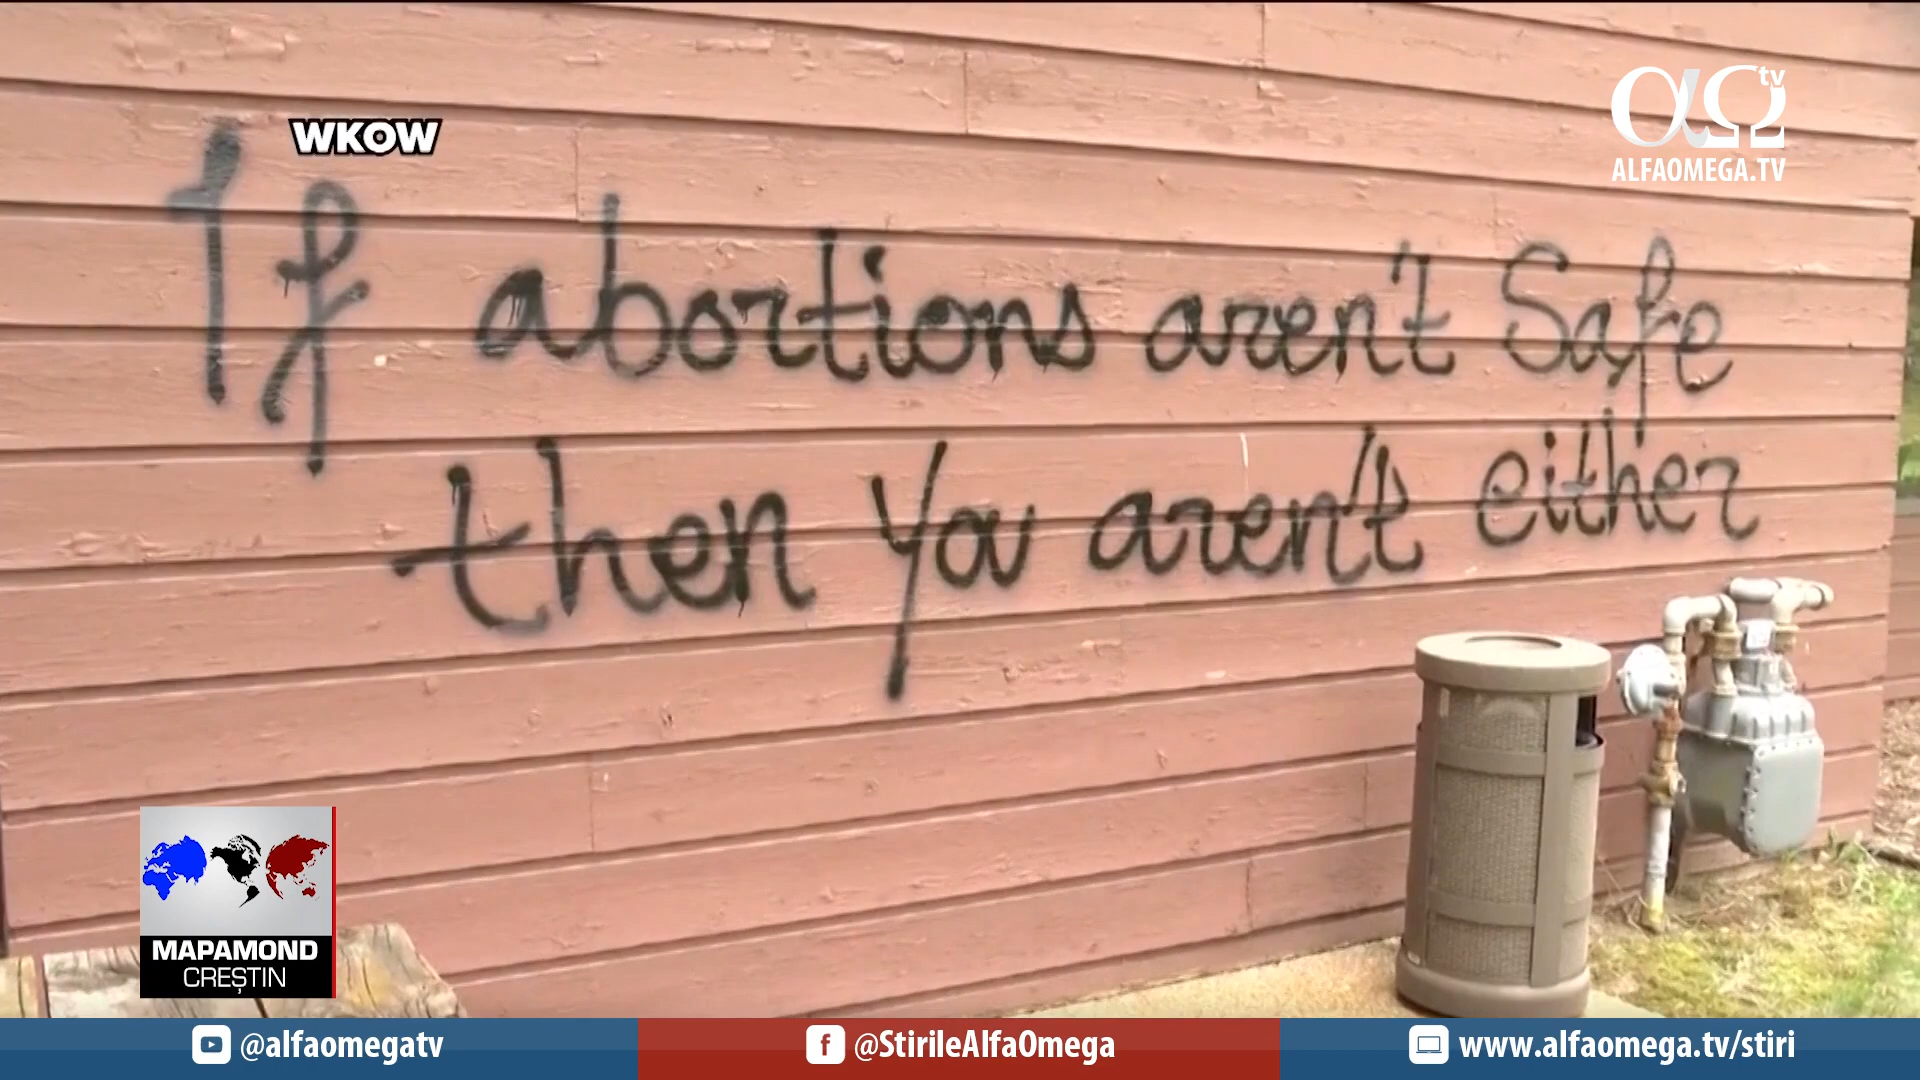 WKOW
tv
ALFAOMEGA.TV
If abortions aren't Safe
then you aren't either
MAPAMOND
CREȘTIN
@alfaomegatv
@StirileAlfaOmega
www.alfaomega.tv/stiri